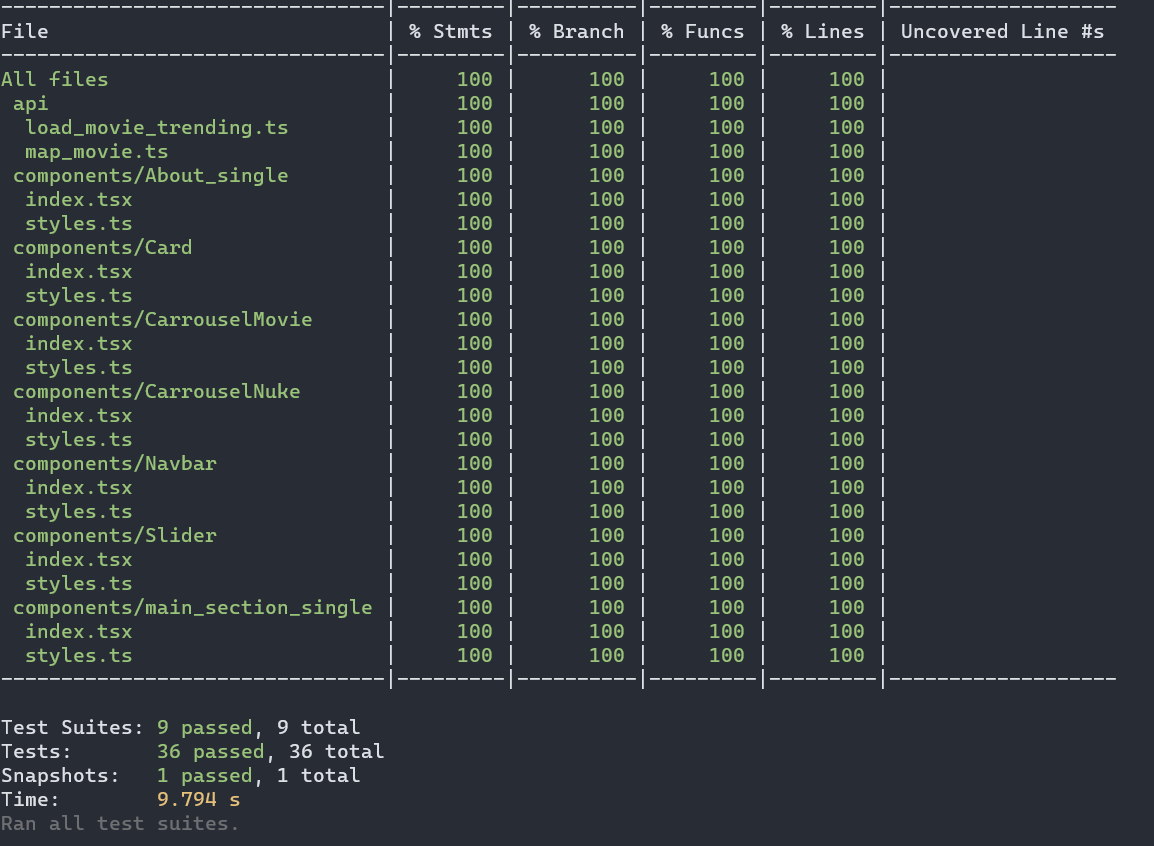 -------------------------------|---------|----------|---------|---------|-------------------
File                            | % Stmts | % Branch | % Funcs | % Lines | Uncovered Line #s
-------------------------------|---------|----------|---------|---------|-------------------
All files                       |     100 |      100 |     100 |     100 |
 api                            |     100 |      100 |     100 |     100 |
  load_movie_trending.ts        |     100 |      100 |     100 |     100 |
  map_movie.ts                  |     100 |      100 |     100 |     100 |
 components/About_single        |     100 |      100 |     100 |     100 |
  index.tsx                     |     100 |      100 |     100 |     100 |
  styles.ts                     |     100 |      100 |     100 |     100 |
 components/Card                |     100 |      100 |     100 |     100 |
  index.tsx                     |     100 |      100 |     100 |     100 |
  styles.ts                     |     100 |      100 |     100 |     100 |
 components/CarrouselMovie      |     100 |      100 |     100 |     100 |
  index.tsx                     |     100 |      100 |     100 |     100 |
  styles.ts                     |     100 |      100 |     100 |     100 |
 components/CarrouselNuke       |     100 |      100 |     100 |     100 |
  index.tsx                     |     100 |      100 |     100 |     100 |
  styles.ts                     |     100 |      100 |     100 |     100 |
 components/Navbar              |     100 |      100 |     100 |     100 |
  index.tsx                     |     100 |      100 |     100 |     100 |
  styles.ts                     |     100 |      100 |     100 |     100 |
 components/Slider              |     100 |      100 |     100 |     100 |
  index.tsx                     |     100 |      100 |     100 |     100 |
  styles.ts                     |     100 |      100 |     100 |     100 |
 components/main_section_single |     100 |      100 |     100 |     100 |
  index.tsx                     |     100 |      100 |     100 |     100 |
  styles.ts                     |     100 |      100 |     100 |     100 |
-------------------------------|---------|----------|---------|---------|-------------------
Test Suites: 9 passed, 9 total
Tests:       36 passed, 36 total
Snapshots:   1 passed, 1 total
Time:        9.794 s
Ran all test suites.